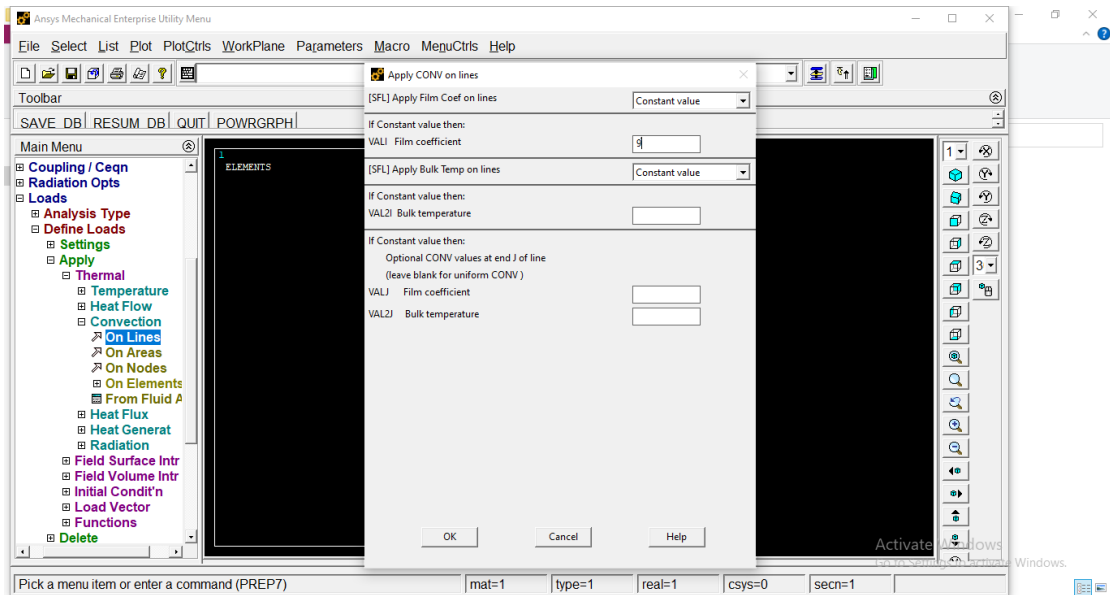 Ansys Mechanical Enterprise Utility Menu
File Select List Plot PlotCtrls WorkPlane Parameters Macro MenuCtrls Help
Toolbar
SAVE_DB RESUM_DB QUIT POWRGRPH
Main Menu
Coupling / Ceqn
Radiation Opts
Loads
Analysis Type
Define Loads
Settings
Apply
Thermal
Temperature
Heat Flow
Convection
On Lines
On Areas
On Nodes
On Elements
From Fluid A
Heat Flux
Heat Generat
Radiation
Field Surface Intr
Field Volume Intr
Initial Condit'n
Load Vector
Functions
Delete
1
ELEMENTS
Apply CONV on lines
[SFL] Apply Film Coef on lines Constant value
If Constant value then:
VALI Film coefficient 9
[SFL] Apply Bulk Temp on lines Constant value
If Constant value then:
VAL2I Bulk temperature
If Constant value then:
Optional CONV values at end J of line
(leave blank for uniform CONV )
VALJ Film coefficient
VAL2J Bulk temperature
OK Cancel Help
1
3
Activate Windows
Go to Settings to activate Windows.
Pick a menu item or enter a command (PREP7) mat=1 type=1 real=1 csys=0 secn=1